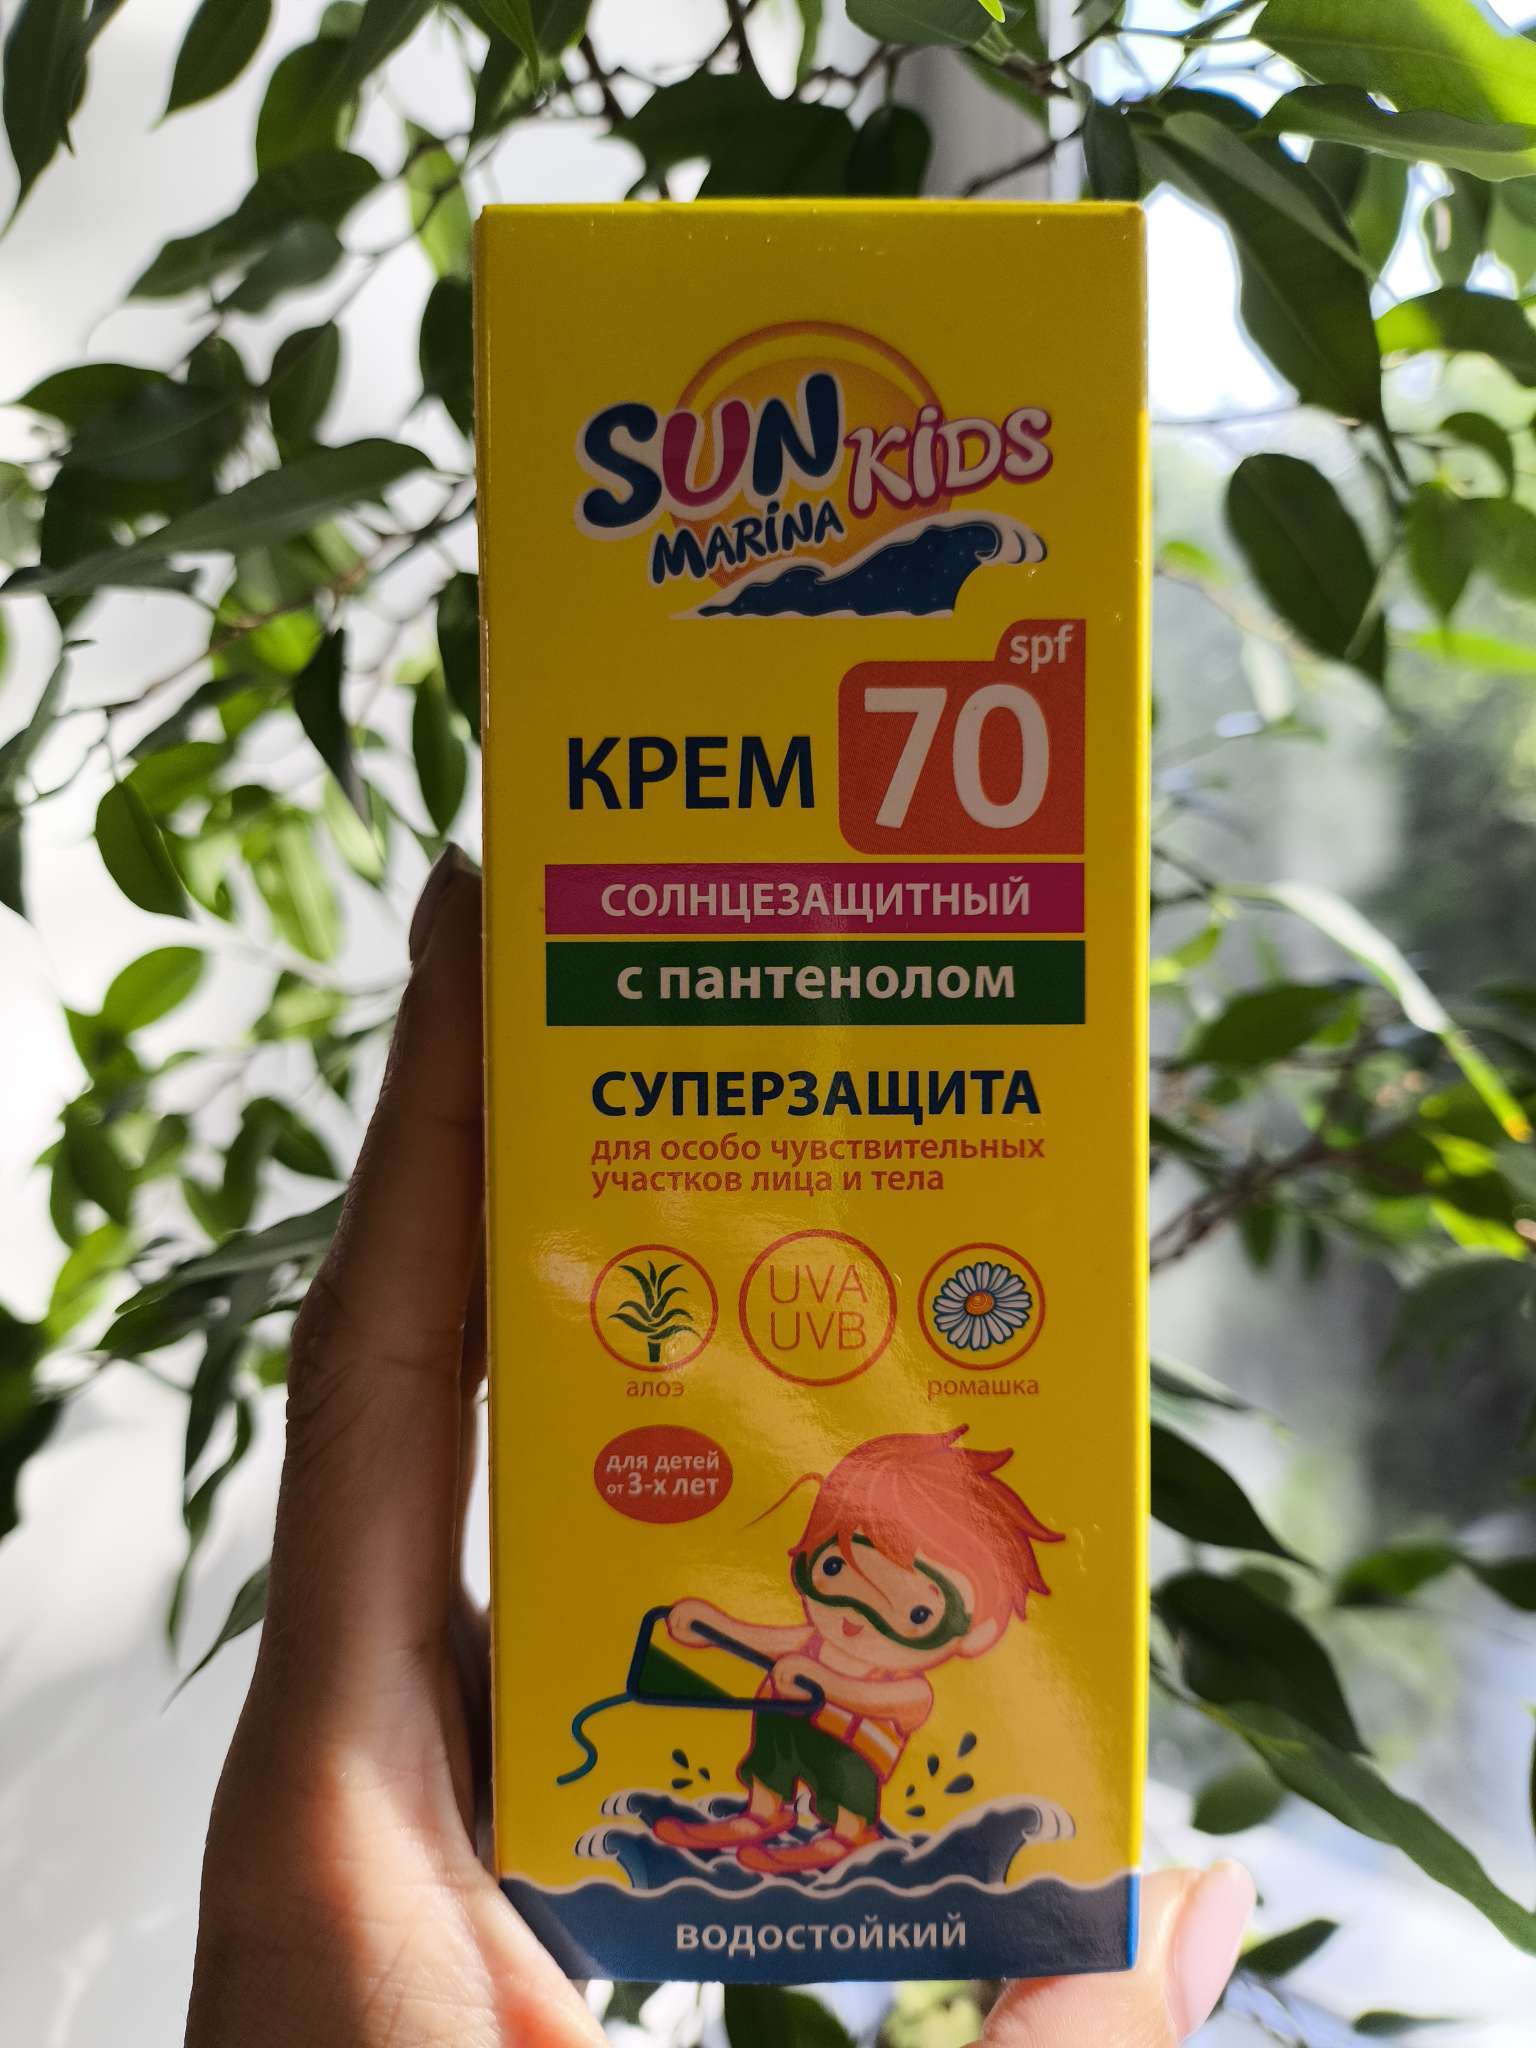 SUN KiDS
MARiNA
spf
КРЕМ 70
СОЛНЦЕЗАЩИТНЫЙ
с пантенолом
СУПЕРЗАЩИТА
для особо чувствительных
участков лица и тела
UVA
UVB
алоэ
ромашка
для детей
от 3-х лет
ВОДОСТОЙКИЙ